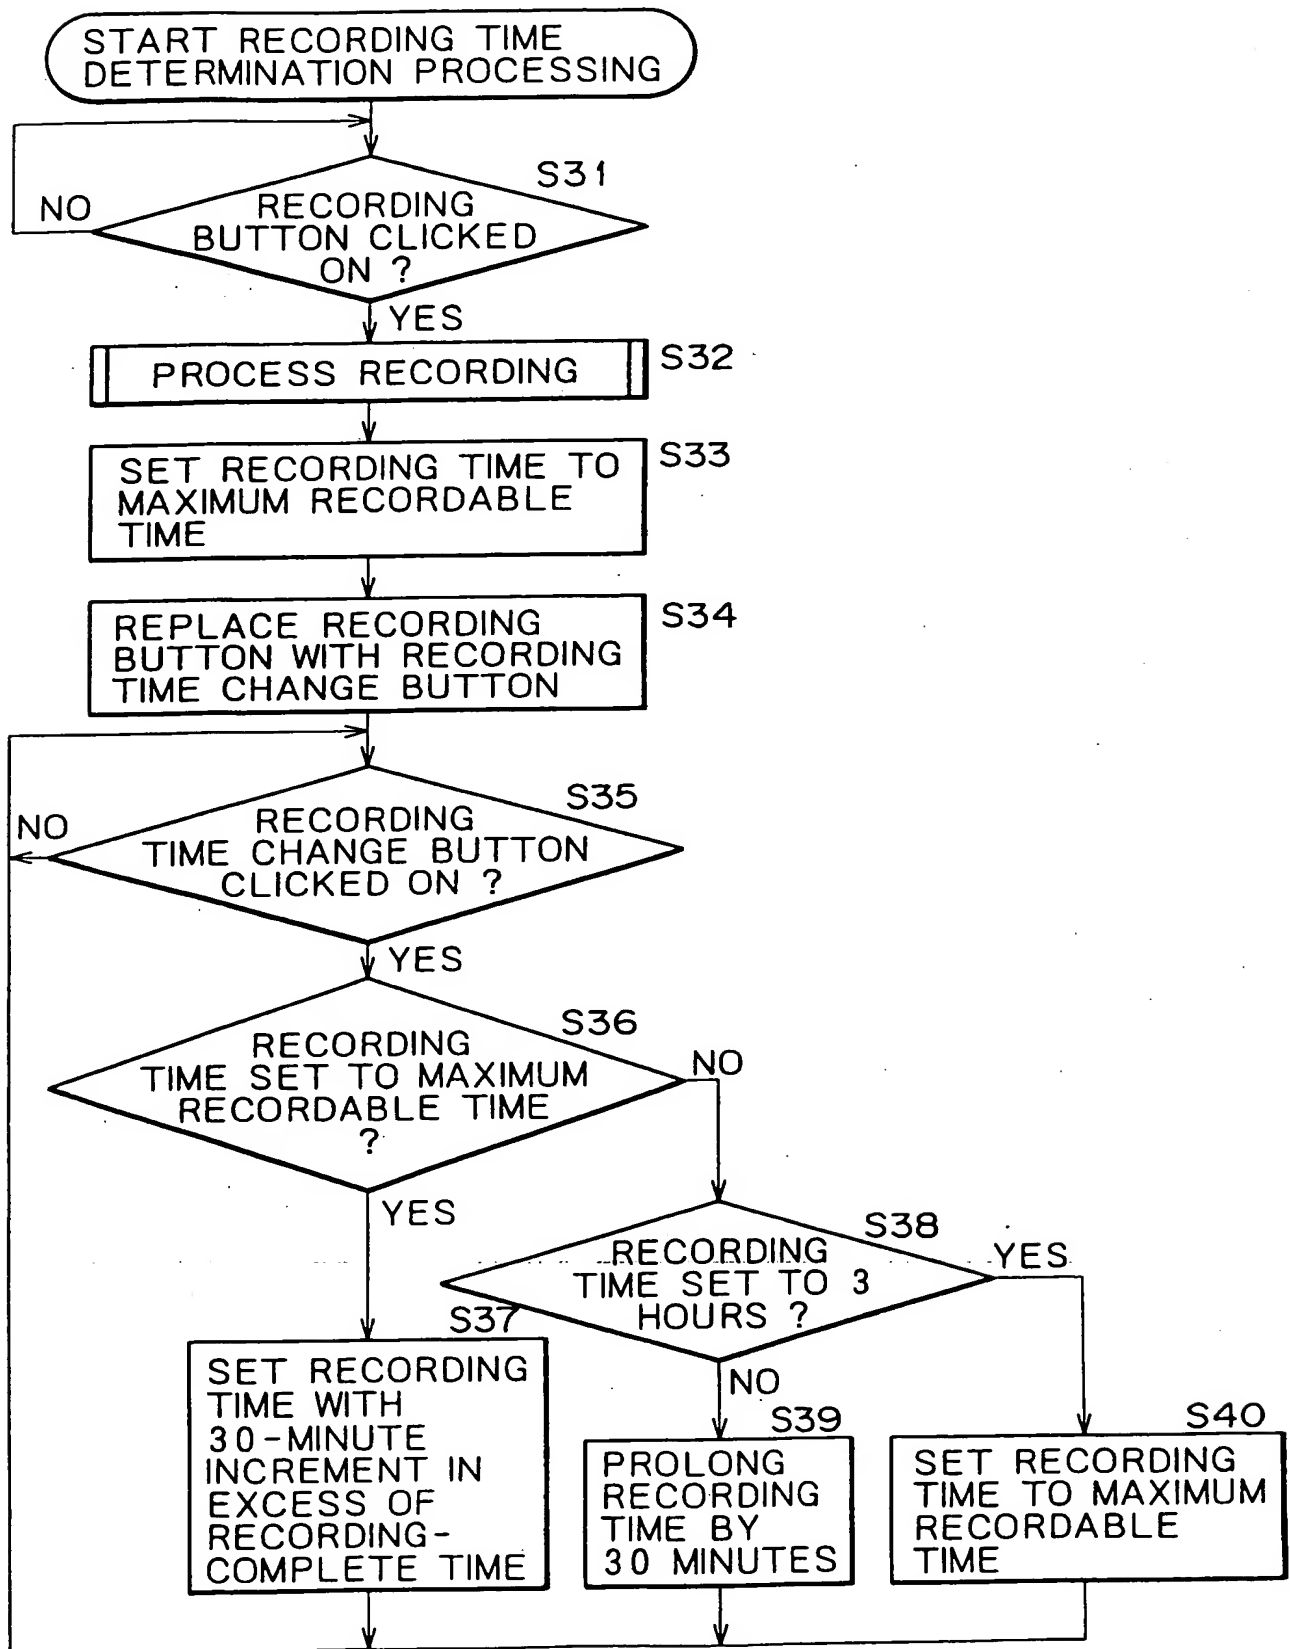 START RECORDING TIME
DETERMINATION PROCESSING
S31
NO
RECORDING
BUTTON CLICKED
ON ?
YES
PROCESS RECORDING
S32
SET RECORDING TIME TO
MAXIMUM RECORDABLE
TIME
S33
REPLACE RECORDING
BUTTON WITH RECORDING
TIME CHANGE BUTTON
S34
S35
NO
RECORDING
TIME CHANGE BUTTON
CLICKED ON ?
YES
S36
RECORDING
TIME SET TO MAXIMUM
RECORDABLE TIME
?
NO
YES
S38
RECORDING
TIME SET TO 3
HOURS ?
YES
S37
SET RECORDING
TIME WITH
30-MINUTE
INCREMENT IN
EXCESS OF
RECORDING-
COMPLETE TIME
NO
S39
PROLONG
RECORDING
TIME BY
30 MINUTES
S40
SET RECORDING
TIME TO MAXIMUM
RECORDABLE
TIME